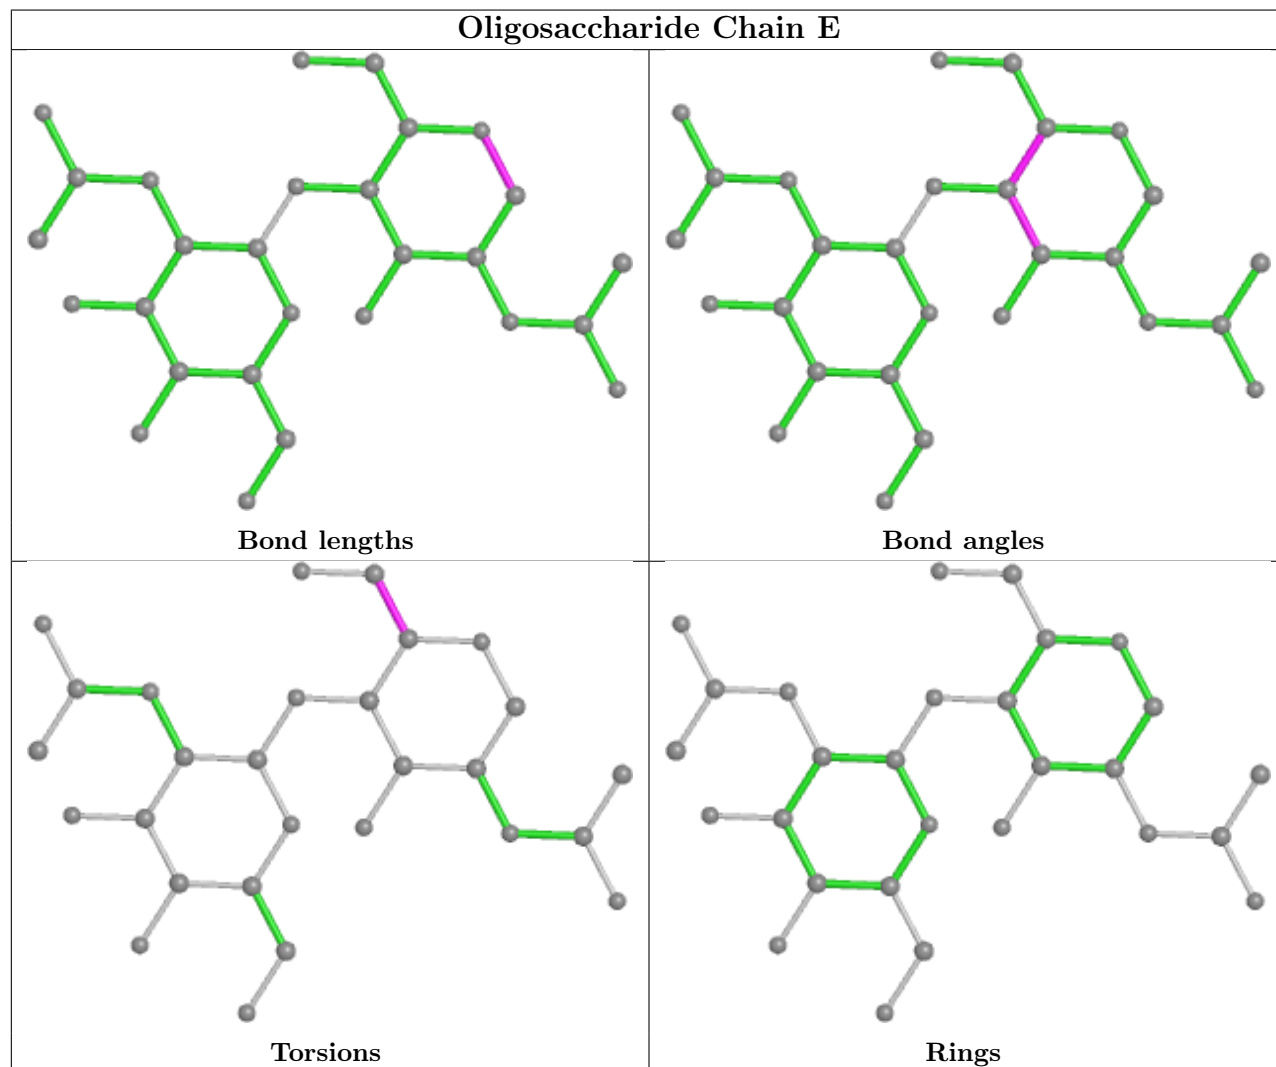 Oligosaccharide Chain E
Bond lengths
Bond angles
Torsions
Rings